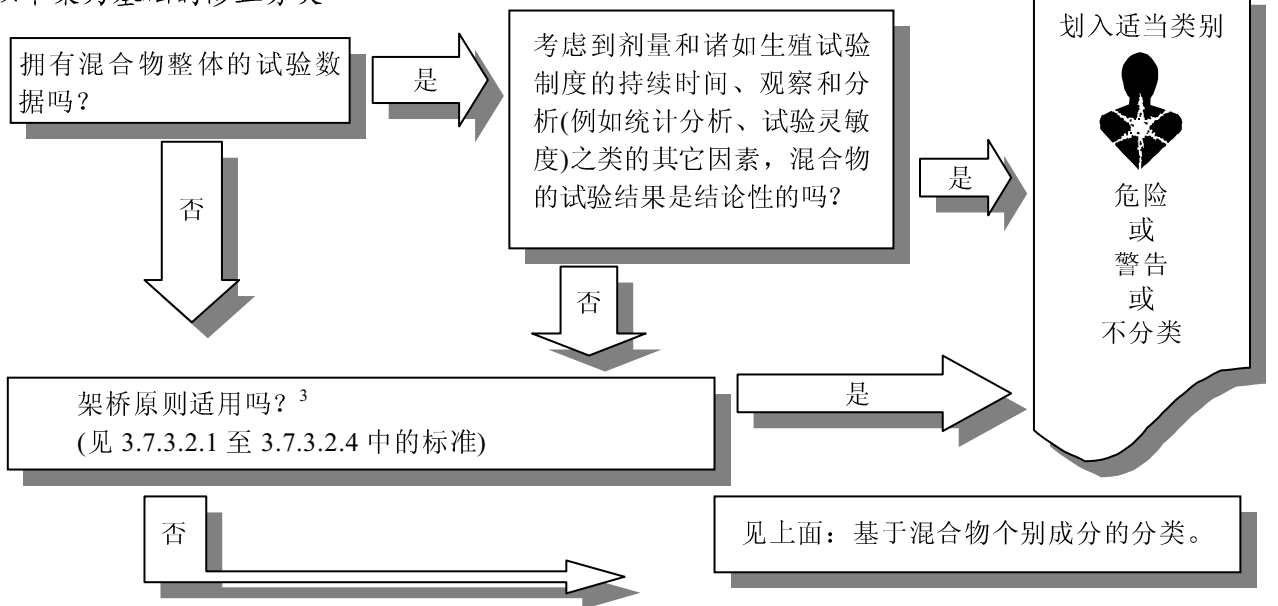 拥有混合物整体的试验数
据吗？
是
考虑到剂量和诸如生殖试验
制度的持续时间、观察和分
析(例如统计分析、试验灵敏
度)之类的其它因素，混合物
的试验结果是结论性的吗？
是
划入适当类别
危险
或
警告
或
不分类
否
否
架桥原则适用吗？3
(见 3.7.3.2.1 至 3.7.3.2.4 中的标准)
是
否
见上面：基于混合物个别成分的分类。